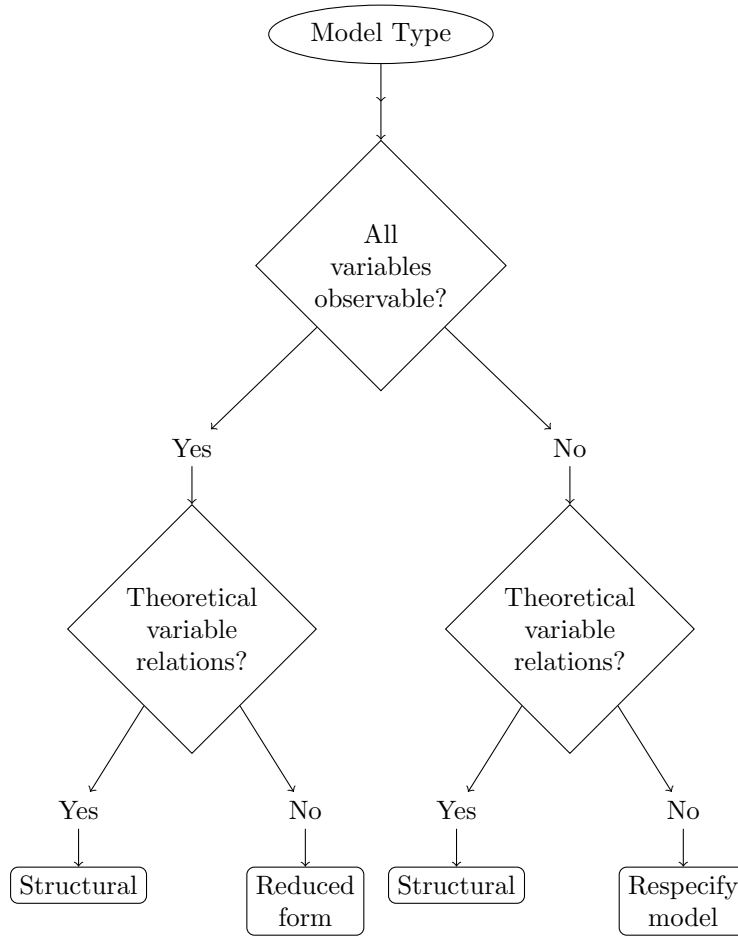 Model Type
All
variables
observable?
Yes
No
Theoretical
variable
relations?
Theoretical
variable
relations?
Yes
No
Yes
No
Structural
Reduced
form
Structural
Respecify
model